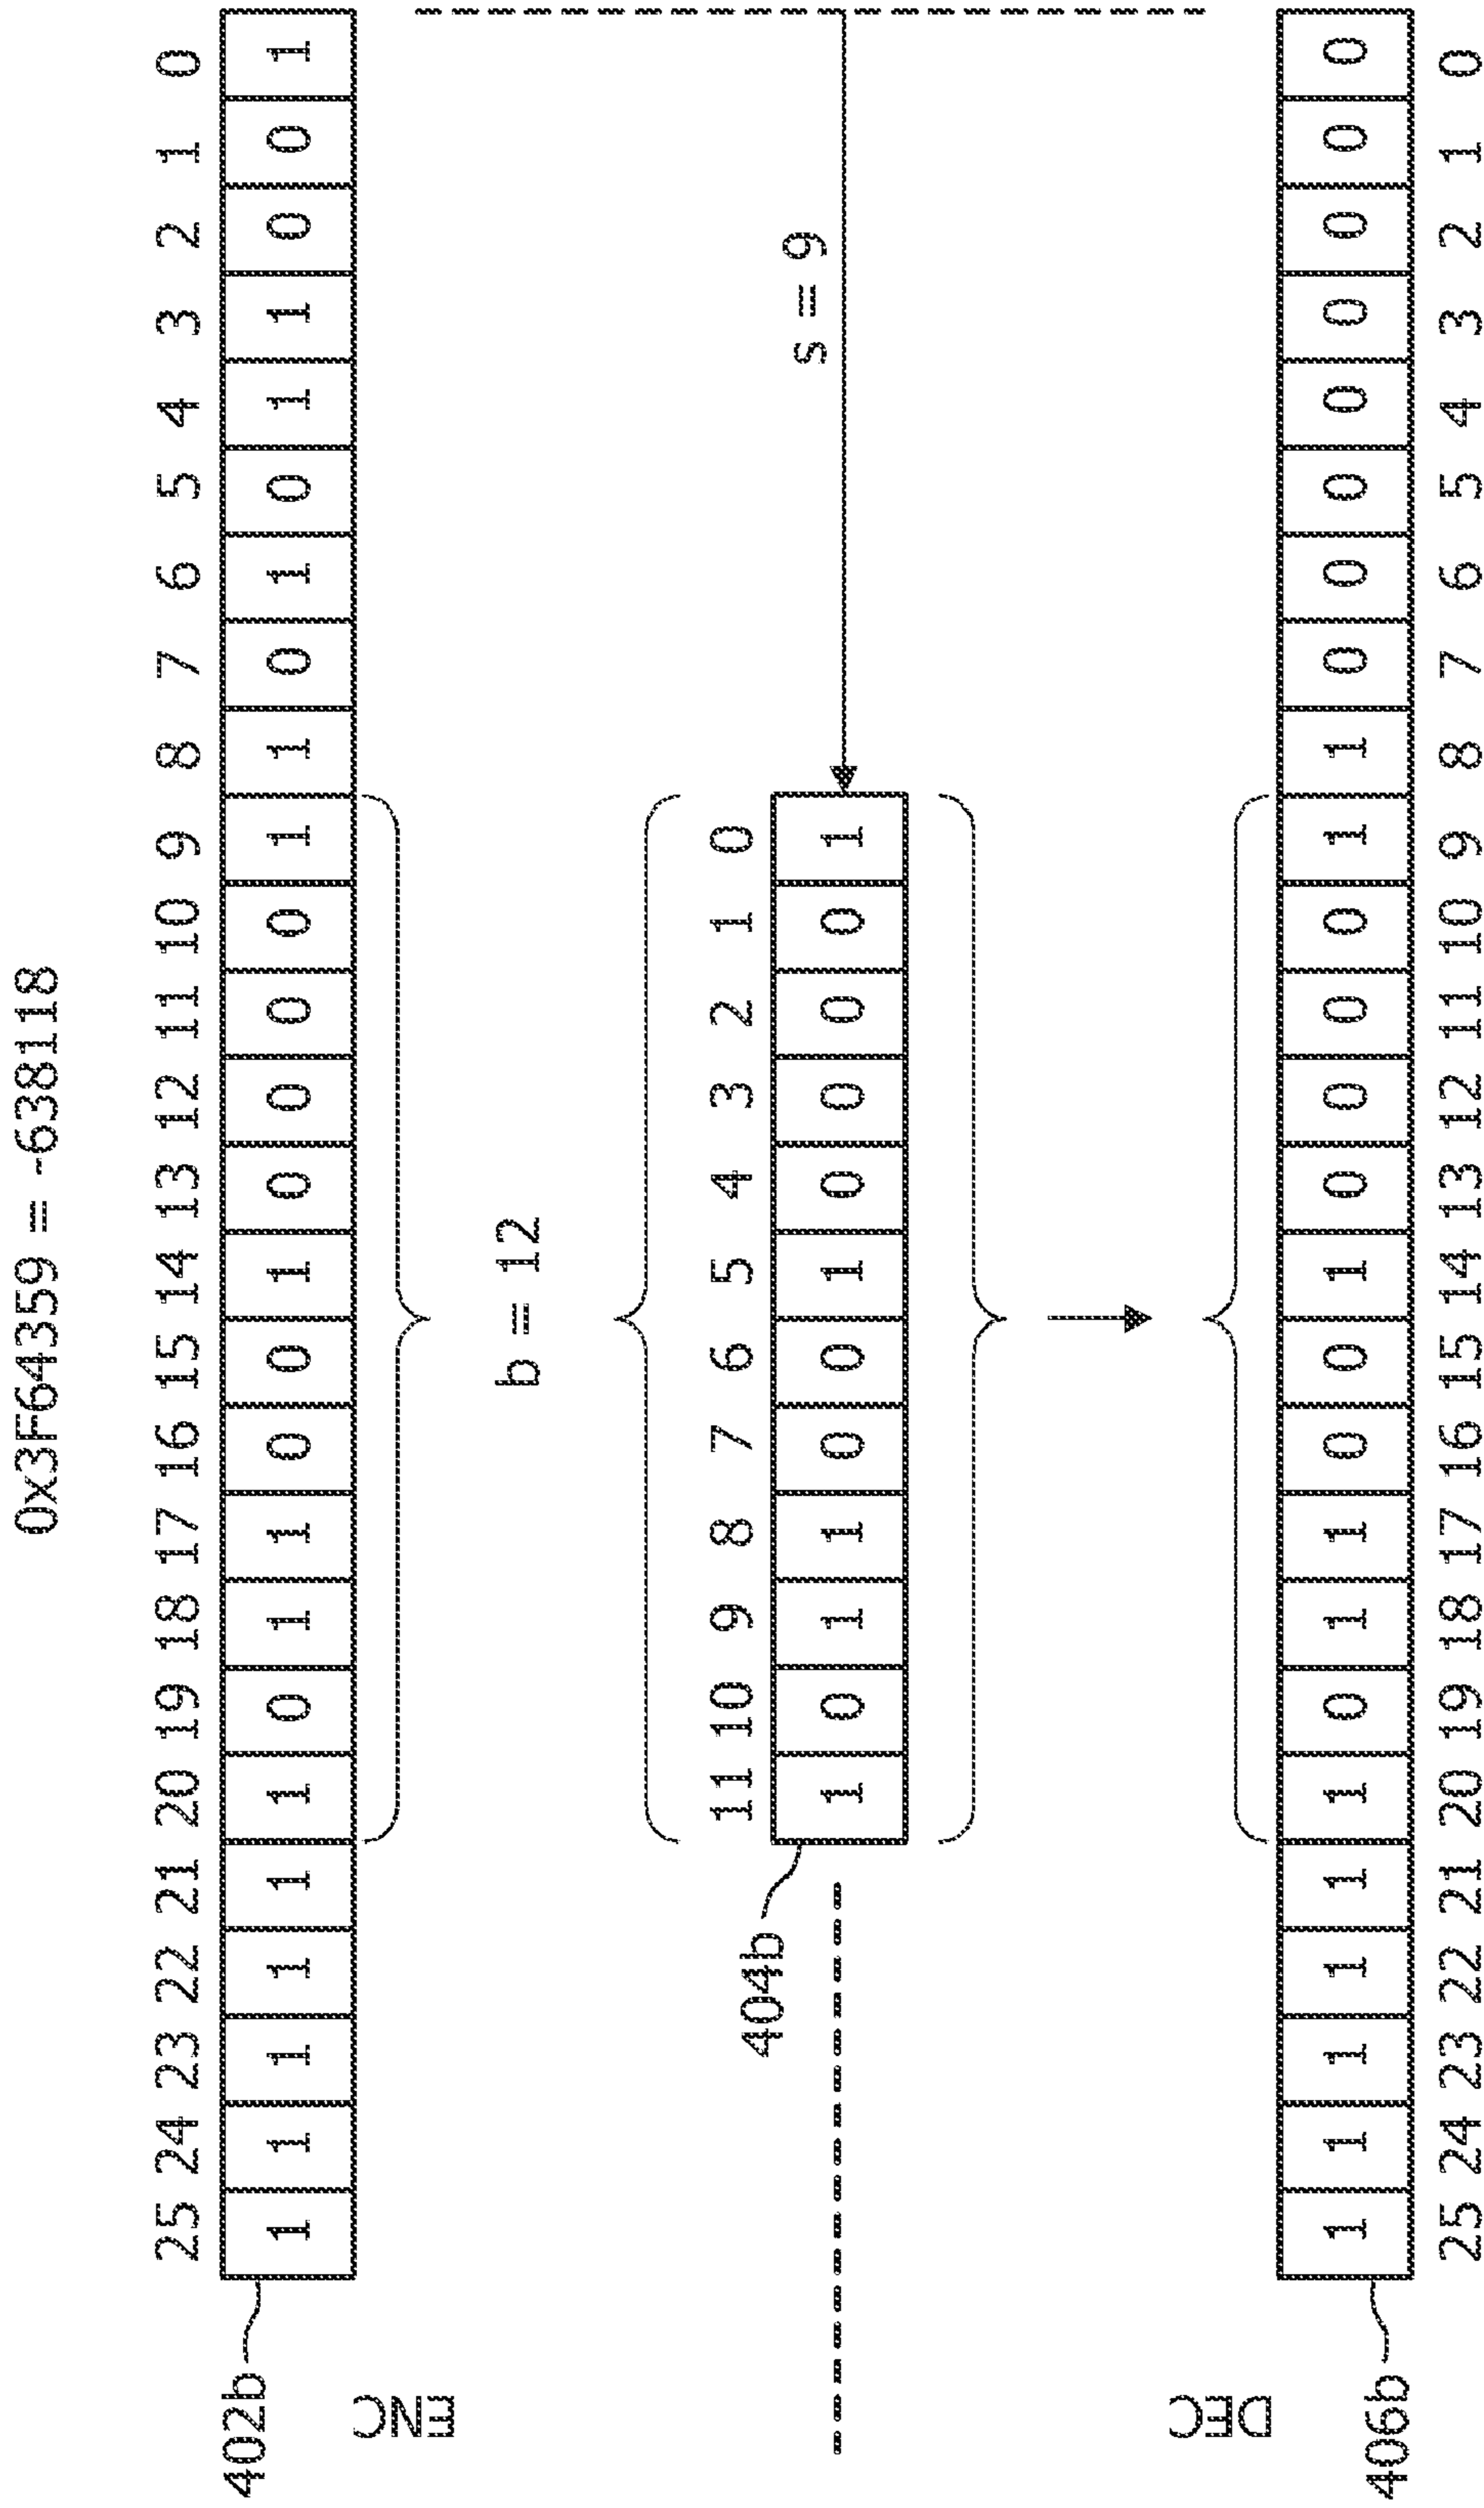 0x3F64359 = -638118
25 24 23 22 21 20 19 18 17 16 15 14 13 12 11 10 9 8 7 6 5 4 3 2 1 0
402b
1 1 1 1 1 1 0 1 1 0 0 1 0 0 0 0 1 1 0 1 0 1 1 0 0 1
ENC
b = 12
11 10 9 8 7 6 5 4 3 2 1 0
404b
1 0 1 1 0 0 1 0 0 0 0 1
s = 9
DEC
406b
1 1 1 1 1 1 0 1 1 0 0 1 0 0 0 0 1 1 0 0 0 0 0 0 0 0
25 24 23 22 21 20 19 18 17 16 15 14 13 12 11 10 9 8 7 6 5 4 3 2 1 0